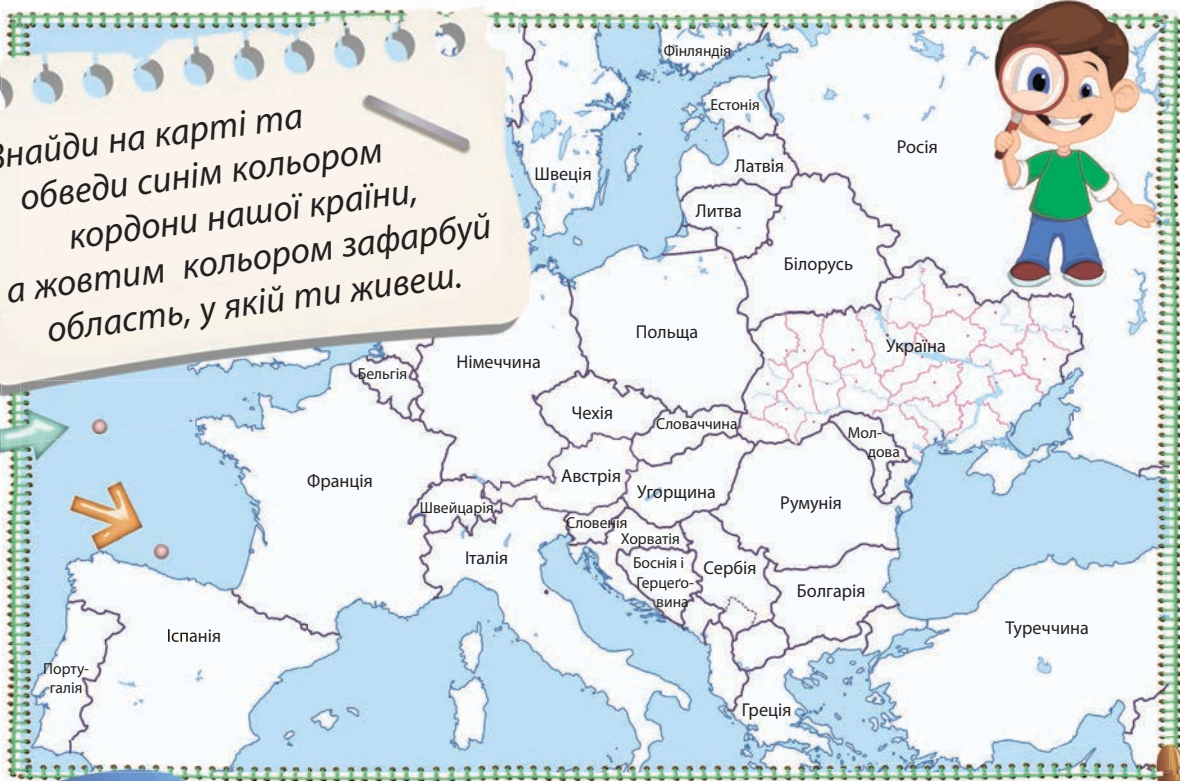 Знайди на карті та
обведи синім кольором
кордони нашої країни,
а жовтим кольором зафарбуй
область, у якій ти живеш.
Фінляндія
Естонія
Росія
Латвія
Швеція
Литва
Білорусь
Польща
Україна
Німеччина
Бельгія
Чехія
Словаччина
Мол-
дова
Франція
Австрія
Угорщина
Румунія
Швейцарія
Словенія
Хорватія
Італія
Боснія і
Герцего-
вина
Сербія
Болгарія
Іспанія
Туреччина
Порту-
галія
Греція